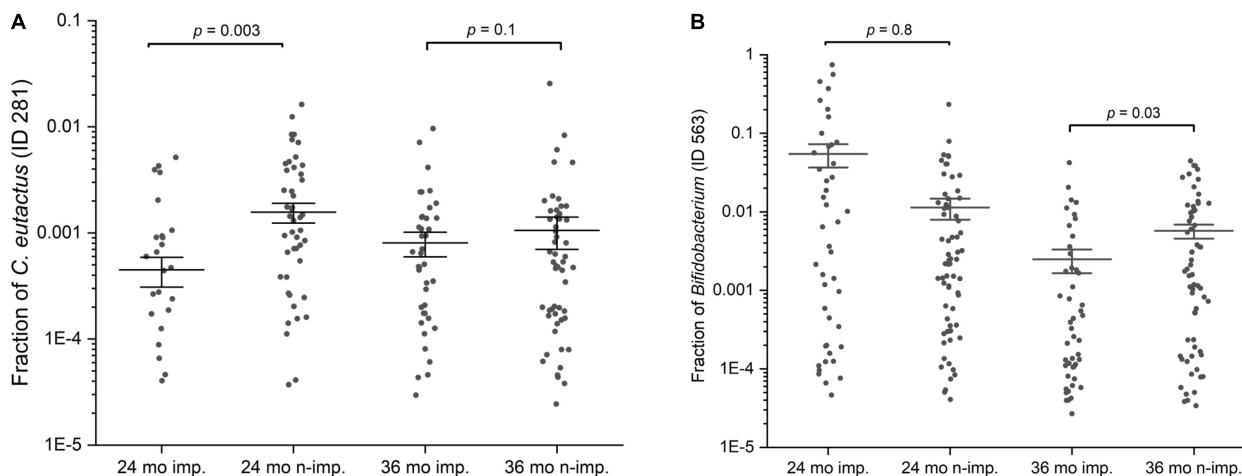 A
p = 0.003
p = 0.1
Fraction of C. eutactus (ID 281)
0.1
0.01
0.001
1E-4
1E-5
24 mo imp.
24 mo n-imp.
36 mo imp.
36 mo n-imp.
B
p = 0.8
p = 0.03
Fraction of Bifidobacterium (ID 563)
1
0.1
0.01
0.001
1E-4
1E-5
24 mo imp.
24 mo n-imp.
36 mo imp.
36 mo n-imp.